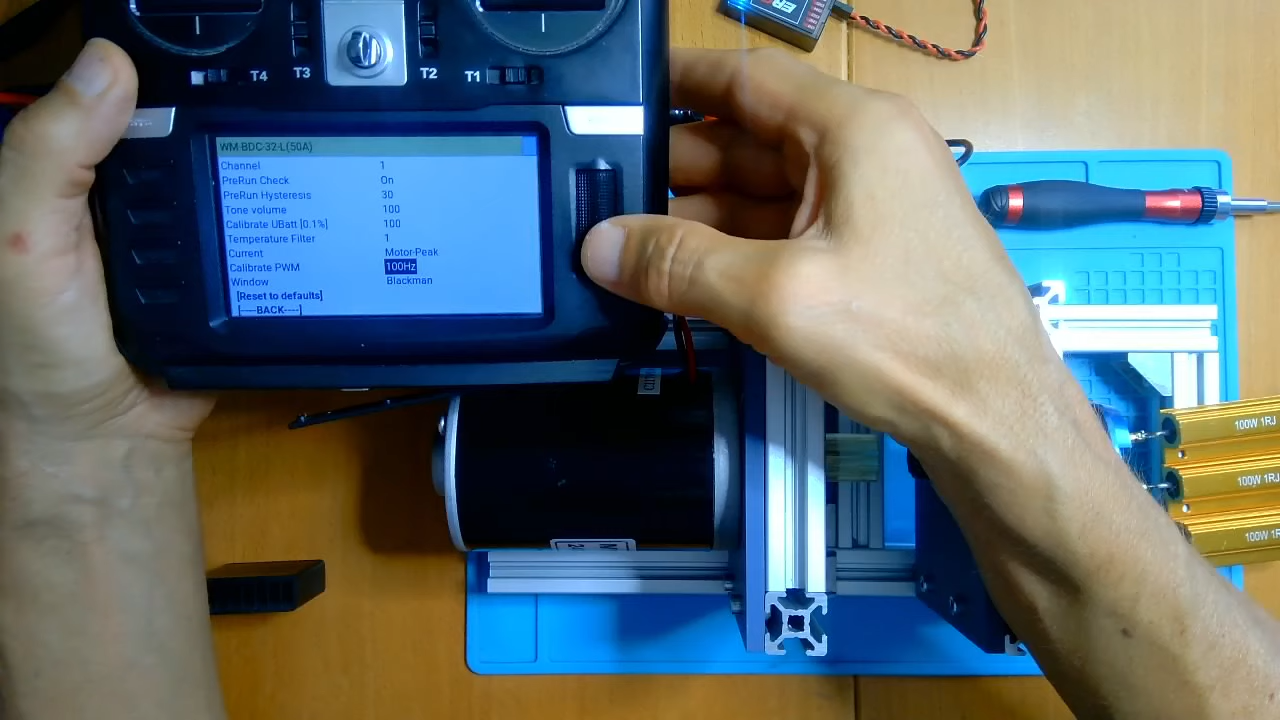 T4 T3 T2 T1
WM-BDC-32-L(50A)
Channel 1
PreRun Check On
PreRun Hysteresis 30
Tone volume 100
Calibrate UBatt [0.1%] 100
Temperature Filter 1
Current Motor-Peak
Calibrate PWM 100Hz
Window Blackman
[Reset to defaults]
[----BACK----]
100W 1RJ
100W 1RJ
100W 1R